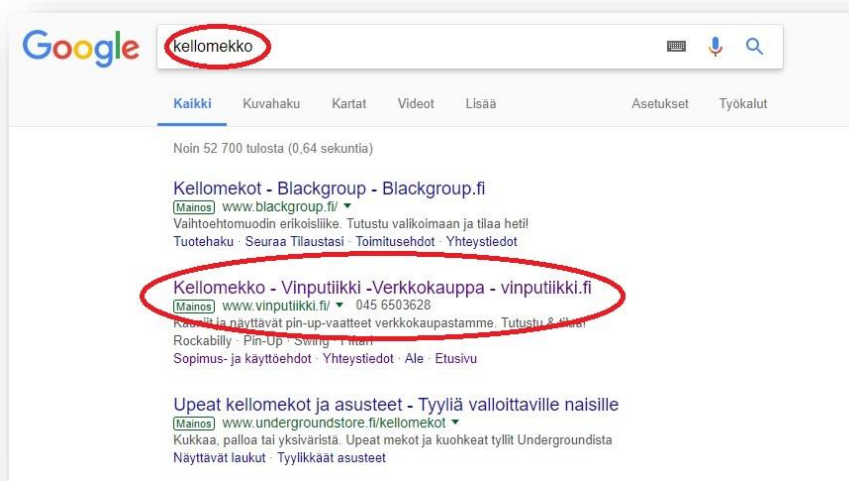 Google
kellomekko
Kaikki Kuvahaku Kartat Videot Lisää Asetukset Työkalut
Noin 52 700 tulosta (0,64 sekuntia)
Kellomekot - Blackgroup - Blackgroup.fi
Mainos www.blackgroup.fi/
Vaihtoehtomuodin erikoisliike. Tutustu valikoimaan ja tilaa heti!
Tuotehaku · Seuraa Tilaustasi · Toimitusehdot · Yhteystiedot
Kellomekko - Vinputiikki -Verkkokauppa - vinputiikki.fi
Mainos www.vinputiikki.fi/ 045 6503628
Kauniit ja näyttävät pin-up-vaatteet verkkokaupastamme. Tutustu & tilaa!
Rockabilly · Pin-Up · Swing ·
Sopimus- ja käyttöehdot · Yhteystiedot · Ale · Etusivu
Upeat kellomekot ja asusteet - Tyyliä valloittaville naisille
Mainos www.undergroundstore.fi/kellomekot
Kukkaa, palloa tai yksiväristä. Upeat mekot ja kuohkeat tyllit Undergroundista
Näyttävät laukut · Tyylikkäät asusteet